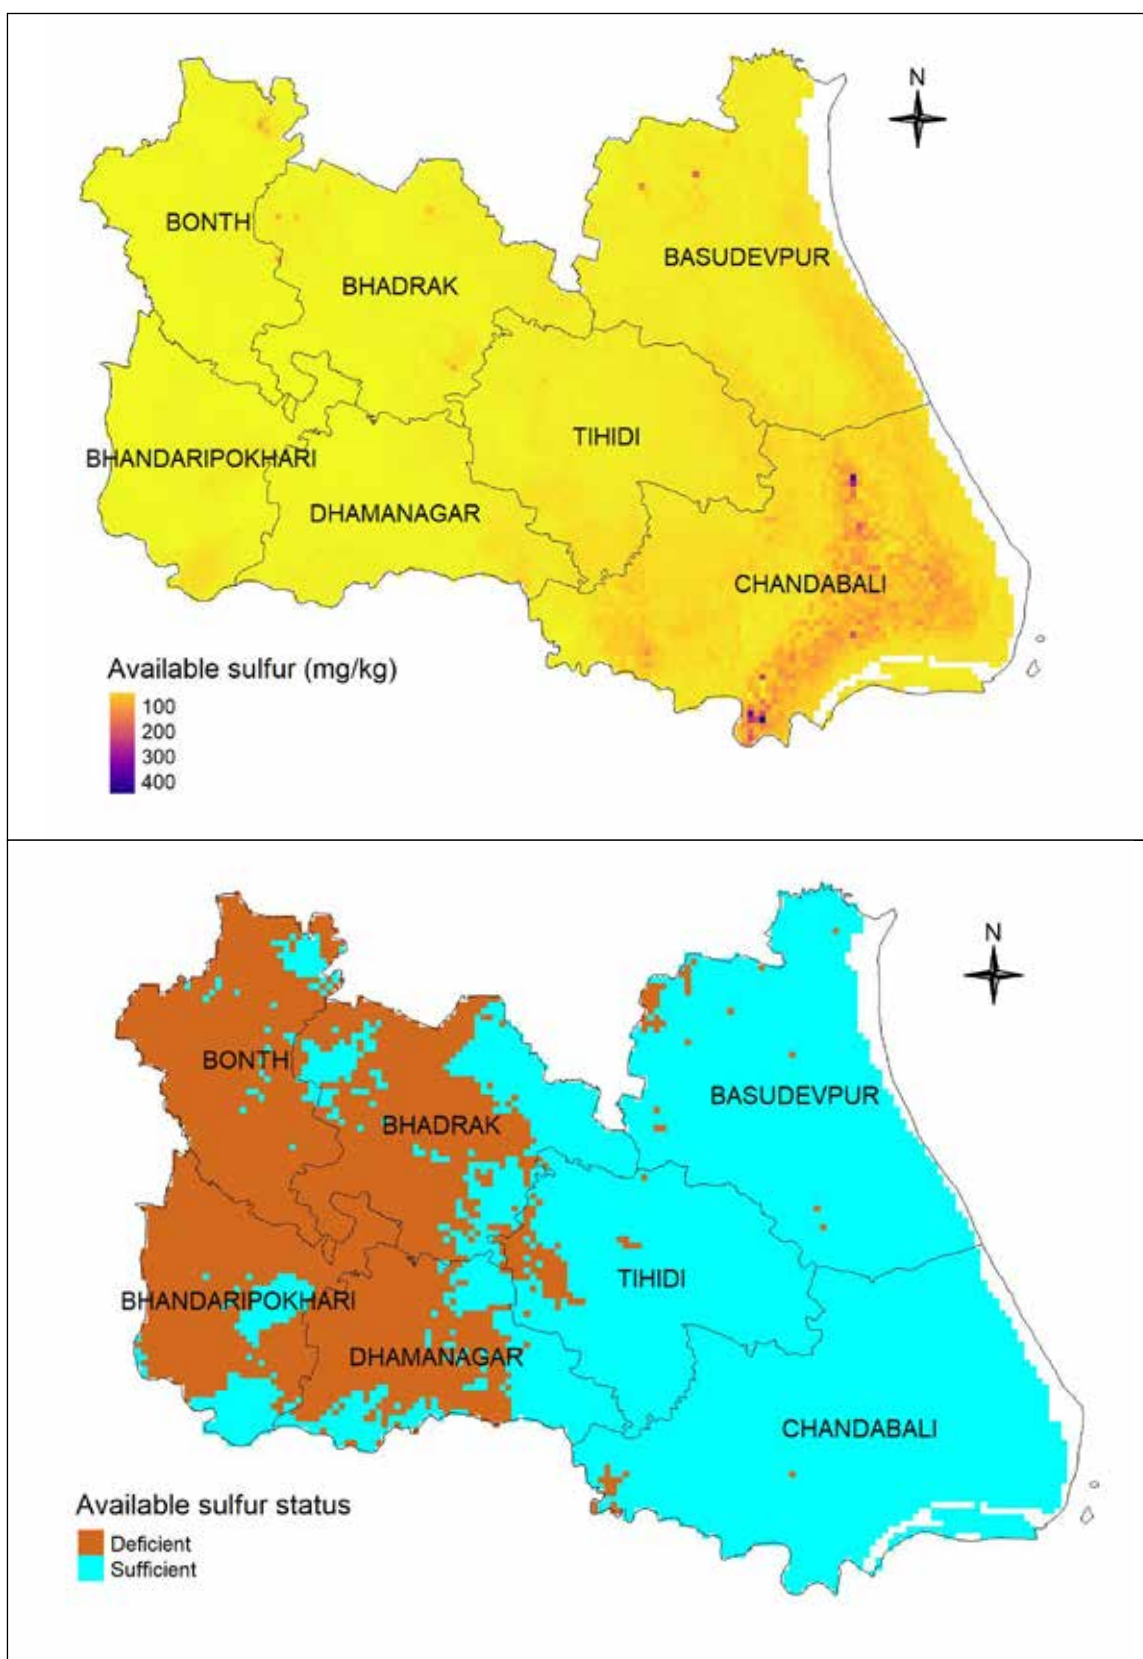 N
BONTH
BASUDEVPUR
BHADRAK
TIHIDI
BHANDARIPOKHARI
DHAMANAGAR
CHANDABALI
Available sulfur (mg/kg)
100
200
300
400
N
BONTH
BASUDEVPUR
BHADRAK
TIHIDI
BHANDARIPOKHARI
DHAMANAGAR
CHANDABALI
Available sulfur status
Deficient
Sufficient